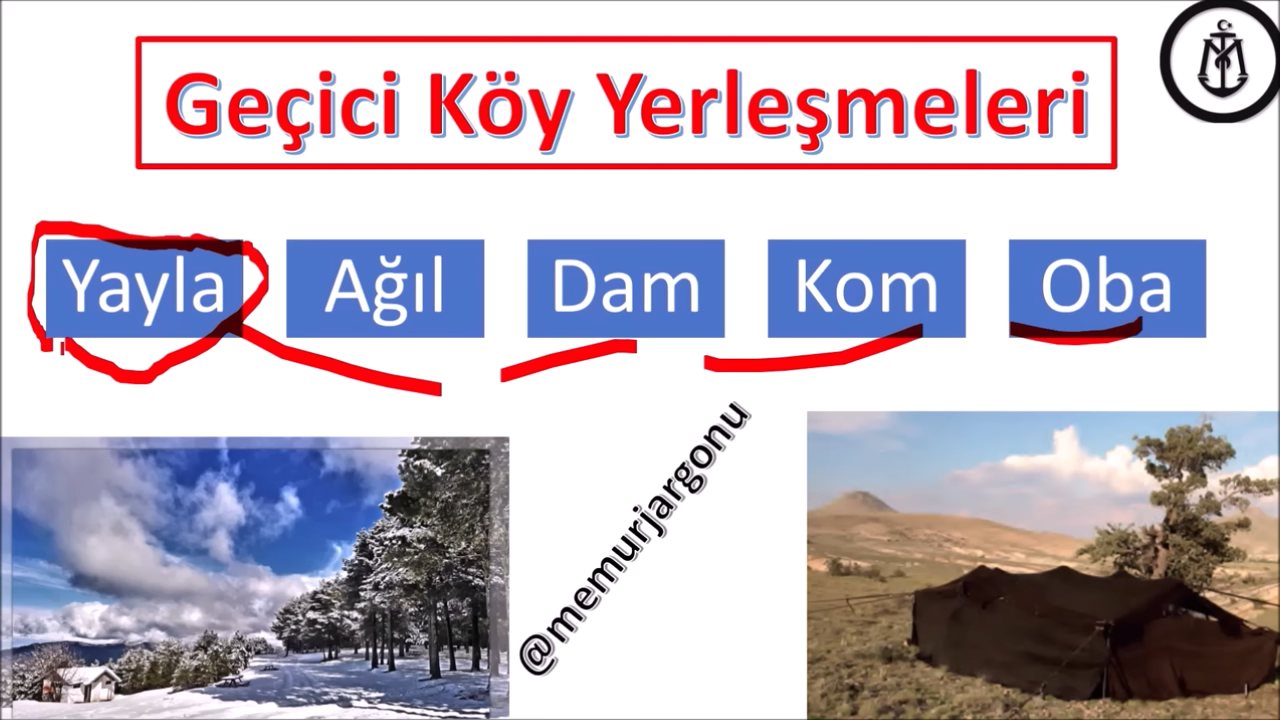 Geçici Köy Yerleşmeleri
Yayla
Ağıl
Dam
Kom
Oba
@memurjargonu